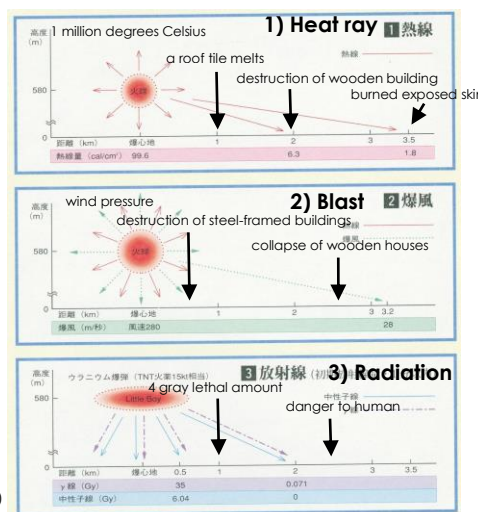 1 million degrees Celsius
1) Heat ray
1 熱線
高度
(m)
a roof tile melts
熱線
destruction of wooden building
burned exposed skin
580
火球
0
1
2
3
3.5
距離 (km)
爆心地
熱線量 (cal/cm²)
99.6
6.3
1.8
wind pressure
2) Blast
2 爆風
高度
(m)
destruction of steel-framed buildings
熱線
爆風
collapse of wooden houses
580
火球
0
1
2
3
3.2
距離 (km)
爆心地
爆風 (m/秒)
風速280
28
高度
(m)
ウラニウム爆弾 (TNT火薬15kt相当)
3 放射線
3) Radiation
4 gray lethal amount
中性子線
danger to human
580
Little Boy
0
0.5
1
2
3
3.5
距離 (km)
爆心地
γ線 (Gy)
35
0.071
中性子線 (Gy)
6.04
0